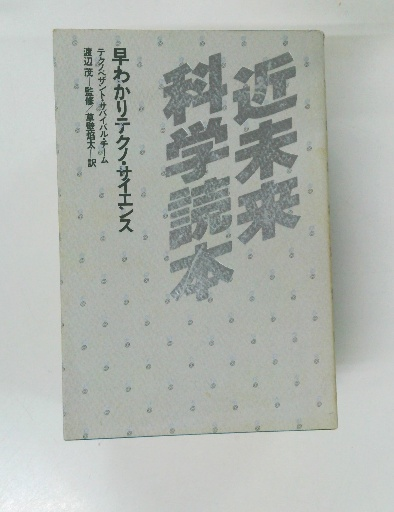 近未来
科学読本
早わかりテクノ・サイエンス
テクノペザント・サバイバル・チーム
渡辺 茂─監修／草壁焔太─訳